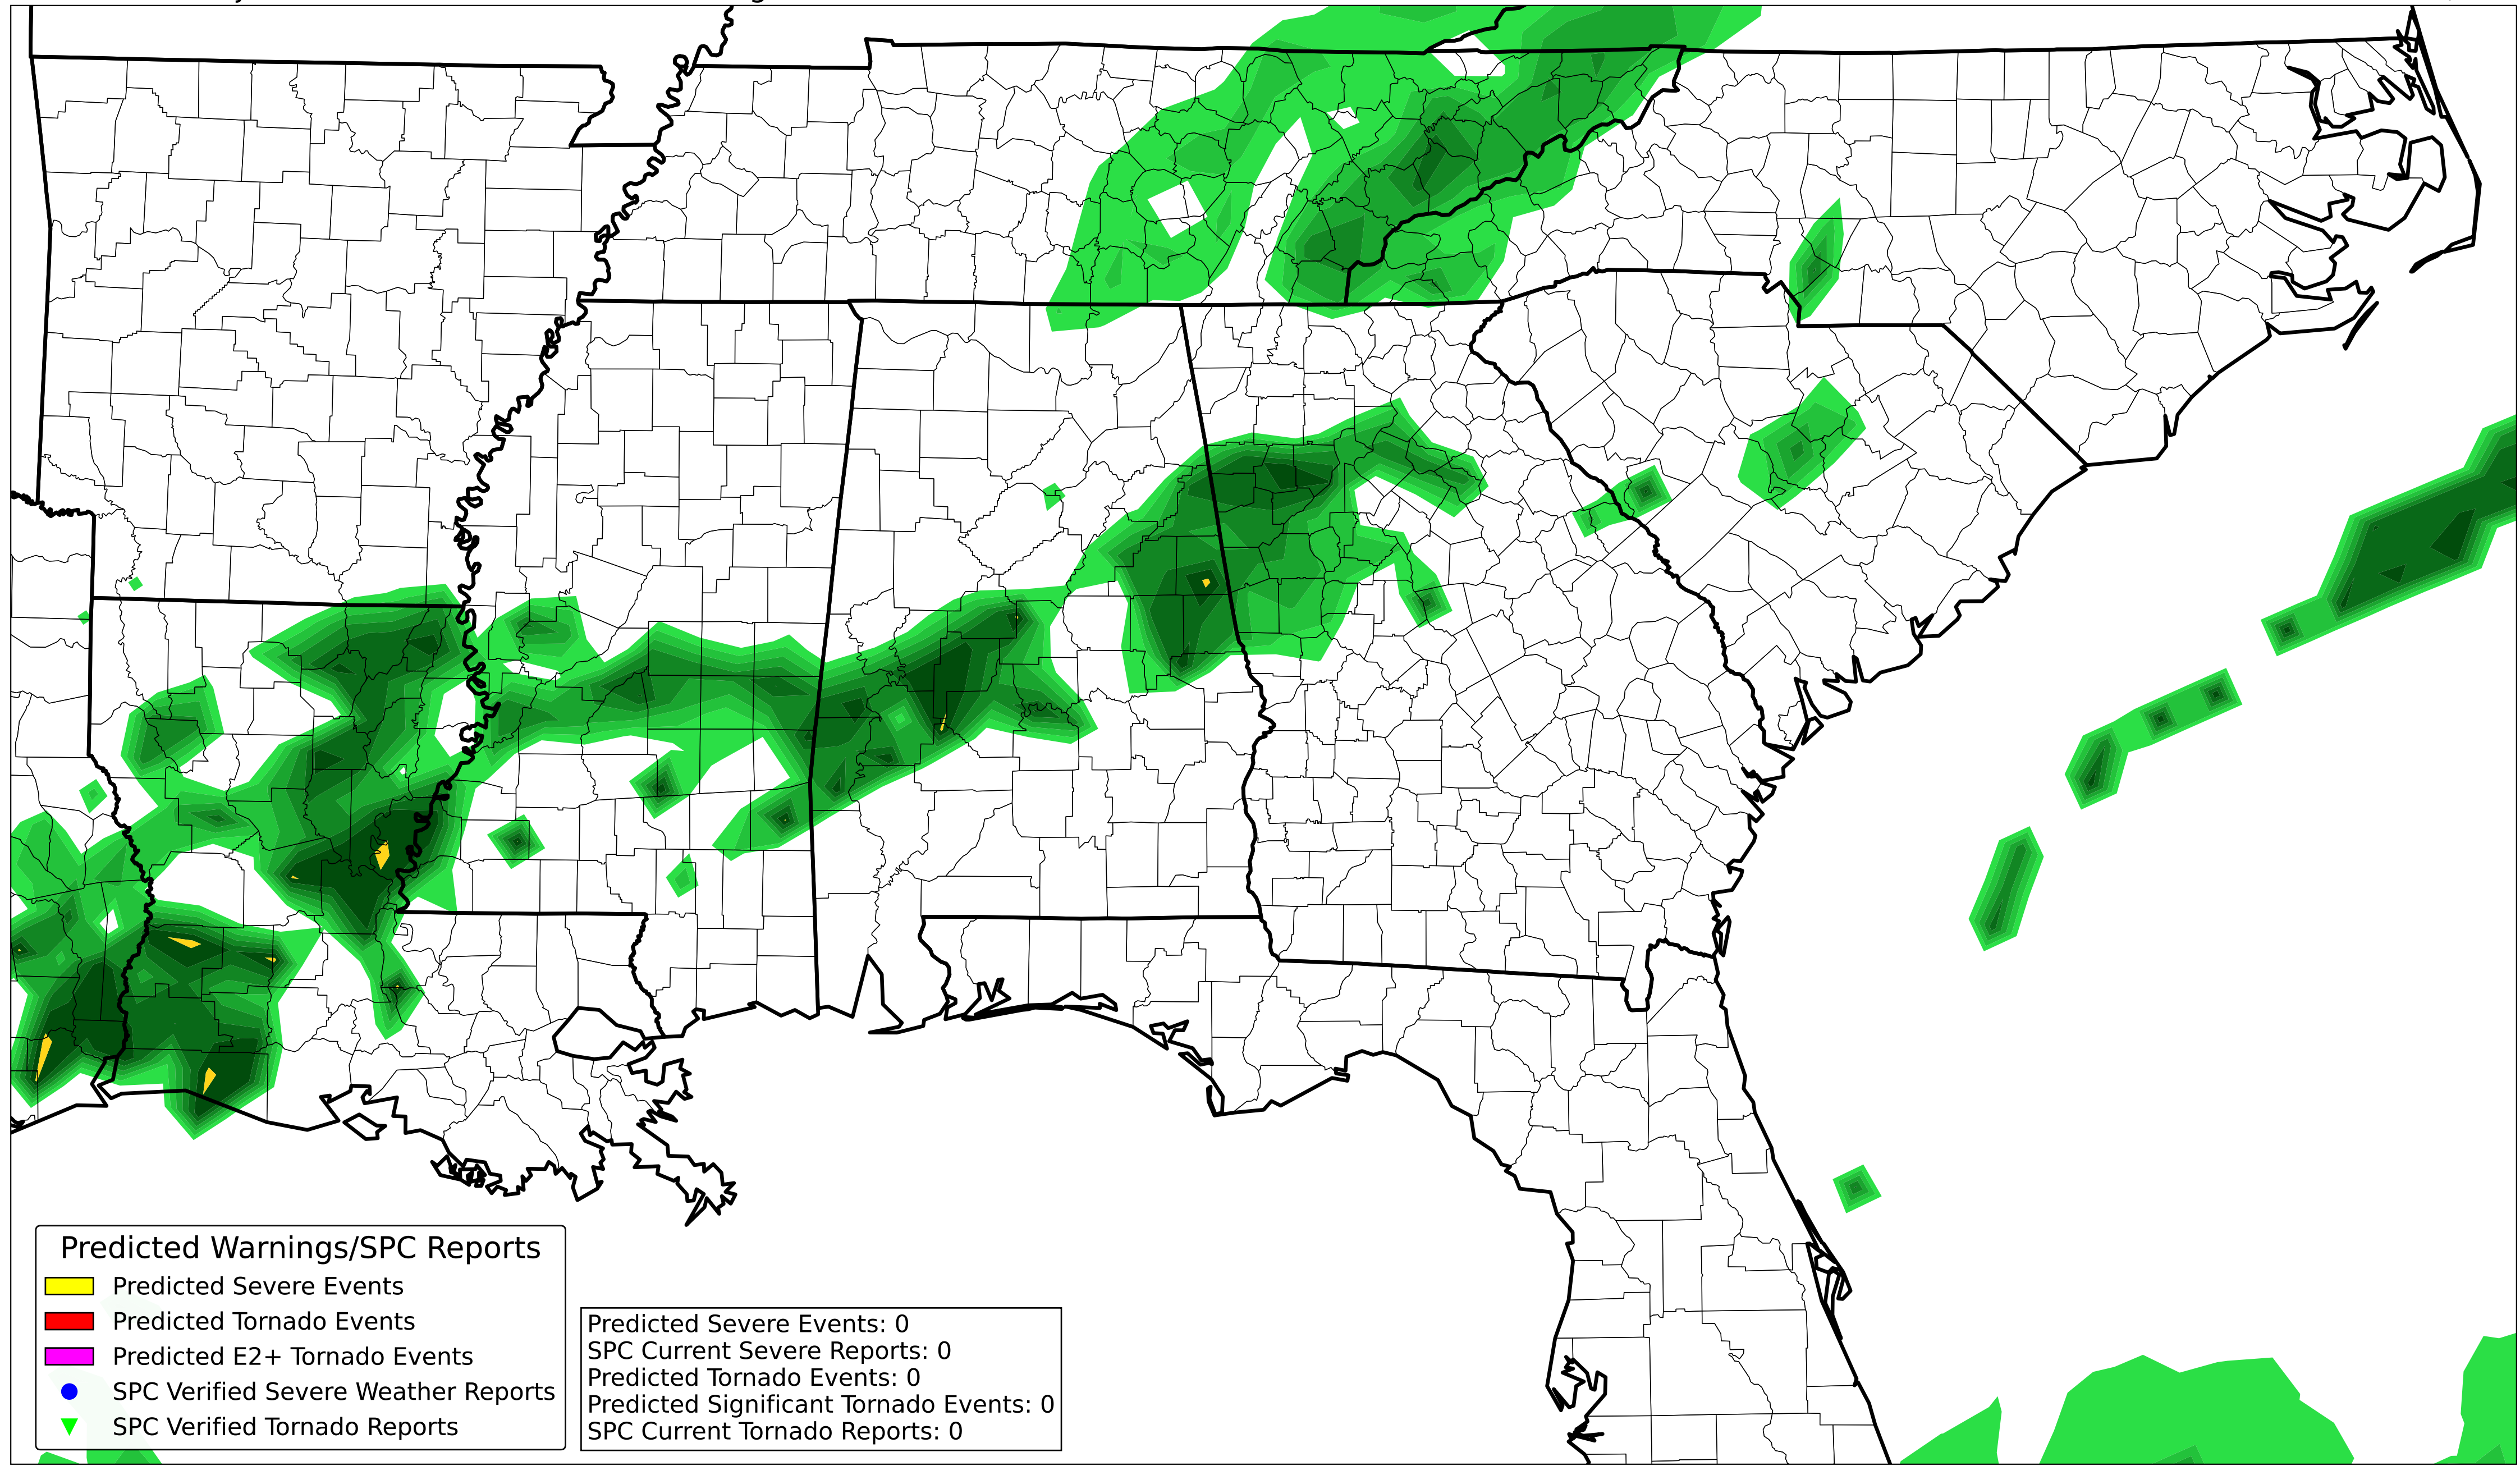 Predicted Warnings/SPC Reports
Predicted Severe Events
Predicted Tornado Events
Predicted E2+ Tornado Events
SPC Verified Severe Weather Reports
SPC Verified Tornado Reports
Predicted Severe Events: 0
SPC Current Severe Reports: 0
Predicted Tornado Events: 0
Predicted Significant Tornado Events: 0
SPC Current Tornado Reports: 0